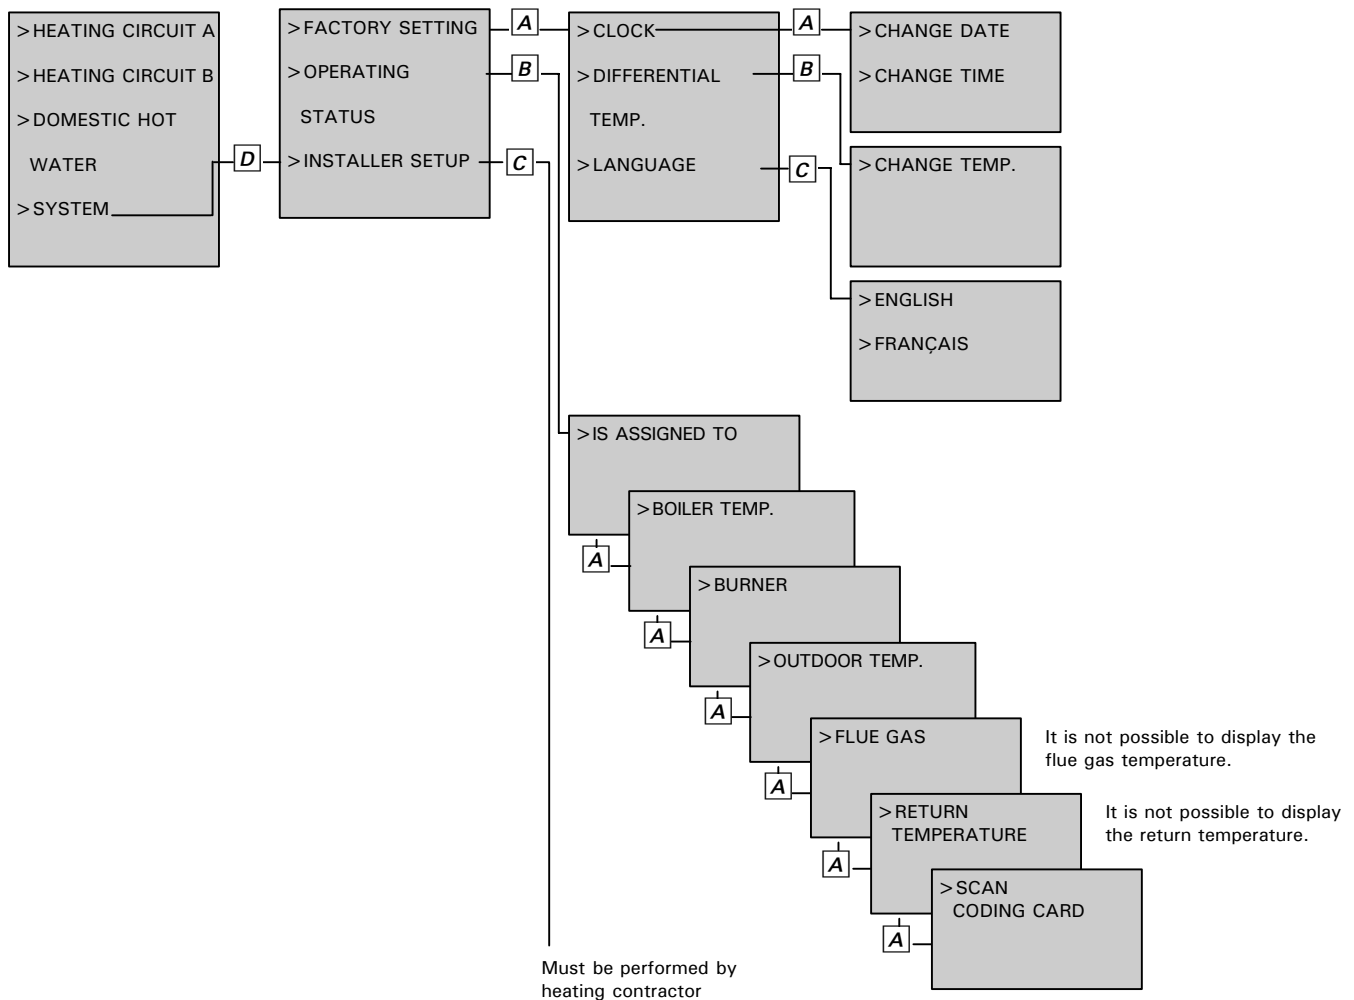 >HEATING CIRCUIT A
>HEATING CIRCUIT B
>DOMESTIC HOT
WATER
>SYSTEM
D
>FACTORY SETTING
>OPERATING
STATUS
>INSTALLER SETUP
A
B
C
>CLOCK
>DIFFERENTIAL
TEMP.
>LANGUAGE
A
B
C
>CHANGE DATE
>CHANGE TIME
>CHANGE TEMP.
>ENGLISH
>FRANÇAIS
>IS ASSIGNED TO
A
>BOILER TEMP.
A
>BURNER
A
>OUTDOOR TEMP.
A
>FLUE GAS
It is not possible to display the
flue gas temperature.
A
>RETURN
TEMPERATURE
It is not possible to display
the return temperature.
A
>SCAN
CODING CARD
Must be performed by
heating contractor